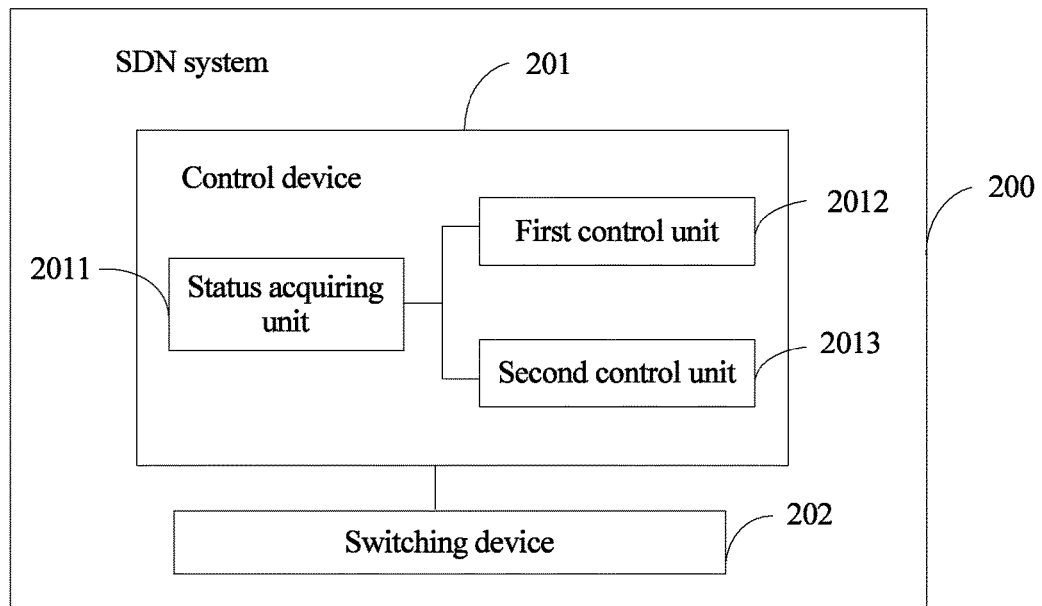 SDN system
201
Control device
200
2012
First control unit
2011
Status acquiring
unit
2013
Second control unit
202
Switching device